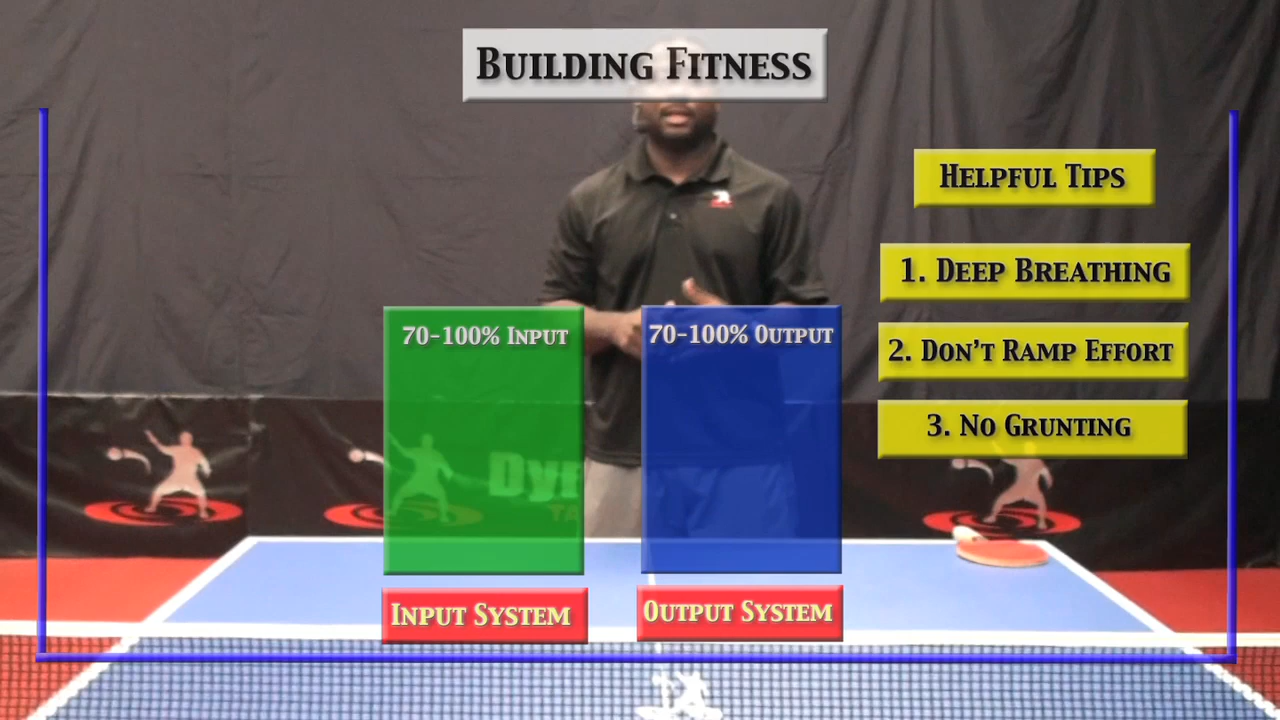 Building Fitness
Helpful Tips
1. Deep Breathing
2. Don't Ramp Effort
3. No Grunting
70-100% Input
70-100% Output
Input System
Output System